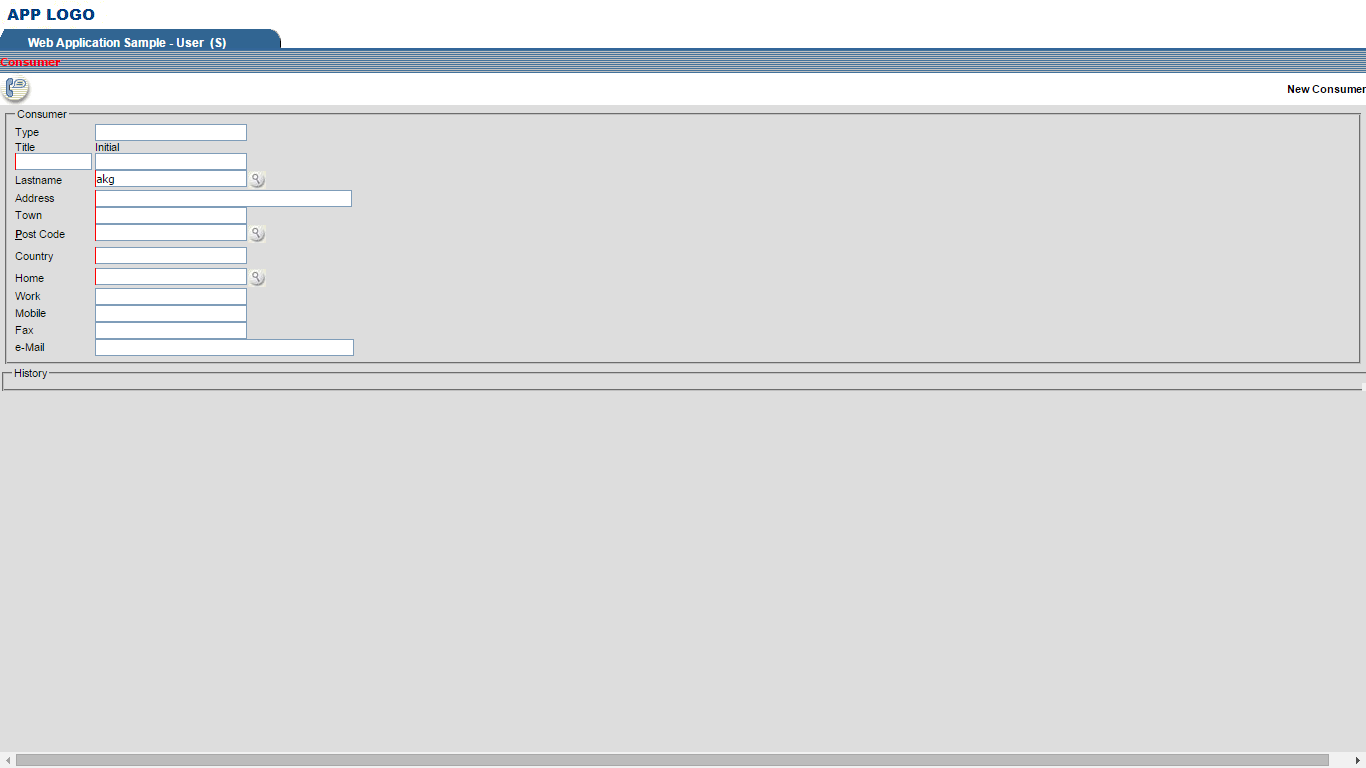 APP LOGO
Web Application Sample - User (S)
Consumer
New Consumer
Consumer
Type
Title Initial
Lastname akg
Address
Town
Post Code
Country
Home
Work
Mobile
Fax
e-Mail
History